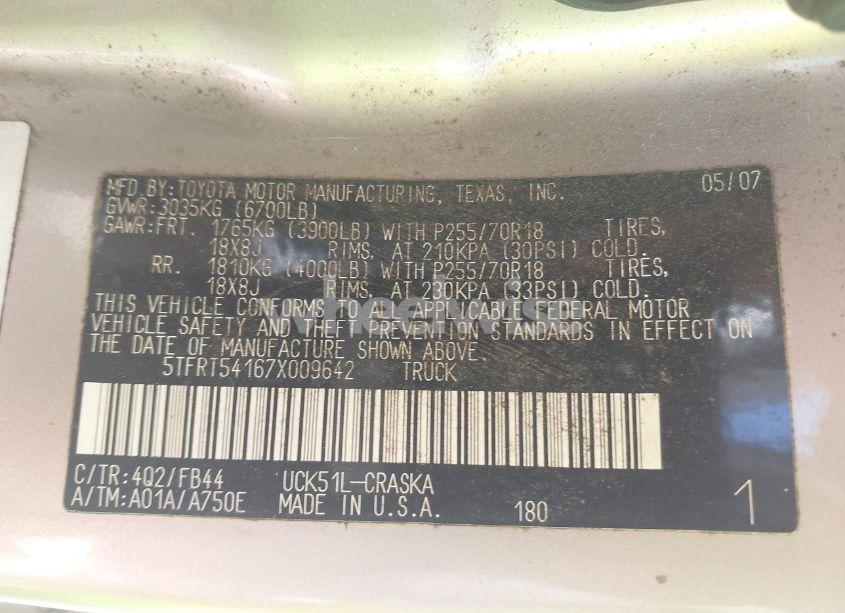 MFD. BY: TOYOTA MOTOR MANUFACTURING, TEXAS, INC. 05/07
GVWR: 3035KG (6700LB)
GAWR: FRT. 1765KG (3900LB) WITH P255/70R18 TIRES,
18X8J RIMS, AT 210KPA (30PSI) COLD.
RR. 1810KG (4000LB) WITH P255/70R18 TIRES,
18X8J RIMS, AT 230KPA (33PSI) COLD.
THIS VEHICLE CONFORMS TO ALL APPLICABLE FEDERAL MOTOR
VEHICLE SAFETY AND THEFT PREVENTION STANDARDS IN EFFECT ON
THE DATE OF MANUFACTURE SHOWN ABOVE.
5TFRT54167X009642 TRUCK
C/TR: 4Q2/FB44 UCK51L-CRASKA
A/TM: A01A/A750E MADE IN U.S.A. 180 1